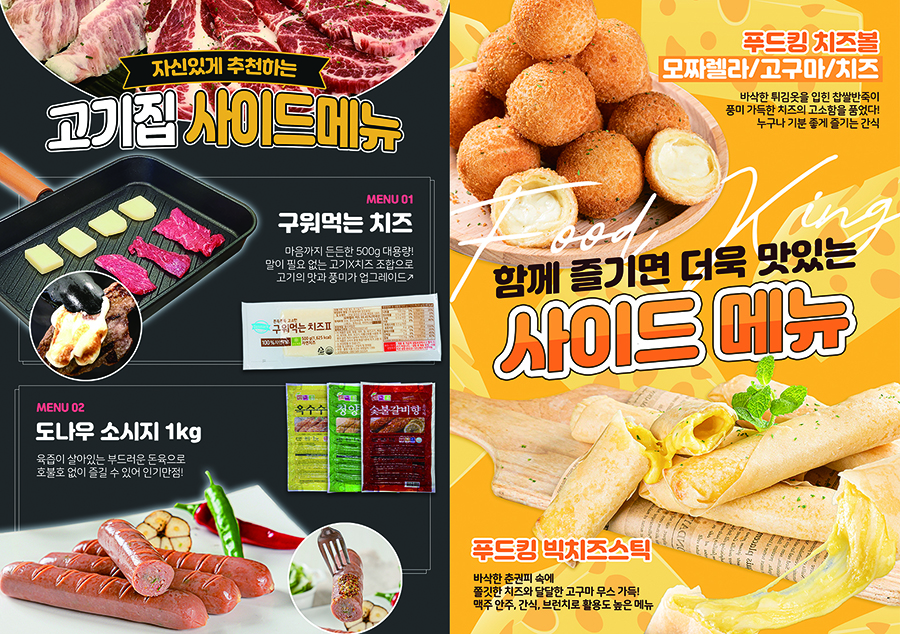 자신있게 추천하는
고기집 사이드메뉴
MENU 01
구워먹는 치즈
마음까지 든든한 500g 대용량!
말이 필요 없는 고기X치즈 조합으로
고기의 맛과 풍미가 업그레이드↗
구워먹는 치즈II
100%
옥수수
청양
숯불갈비향
MENU 02
도나우 소시지 1kg
육즙이 살아있는 부드러운 돈육으로
호불호 없이 즐길 수 있어 인기만점!
푸드킹 치즈볼
모짜렐라/고구마/치즈
바삭한 튀김옷을 입힌 찹쌀반죽이
풍미 가득한 치즈의 고소함을 품었다!
누구나 기분 좋게 즐기는 간식
Food King
함께 즐기면 더욱 맛있는
사이드 메뉴
푸드킹 빅치즈스틱
바삭한 춘권피 속에
쫄깃한 치즈와 달달한 고구마 무스 가득!
맥주 안주, 간식, 브런치로 활용도 높은 메뉴